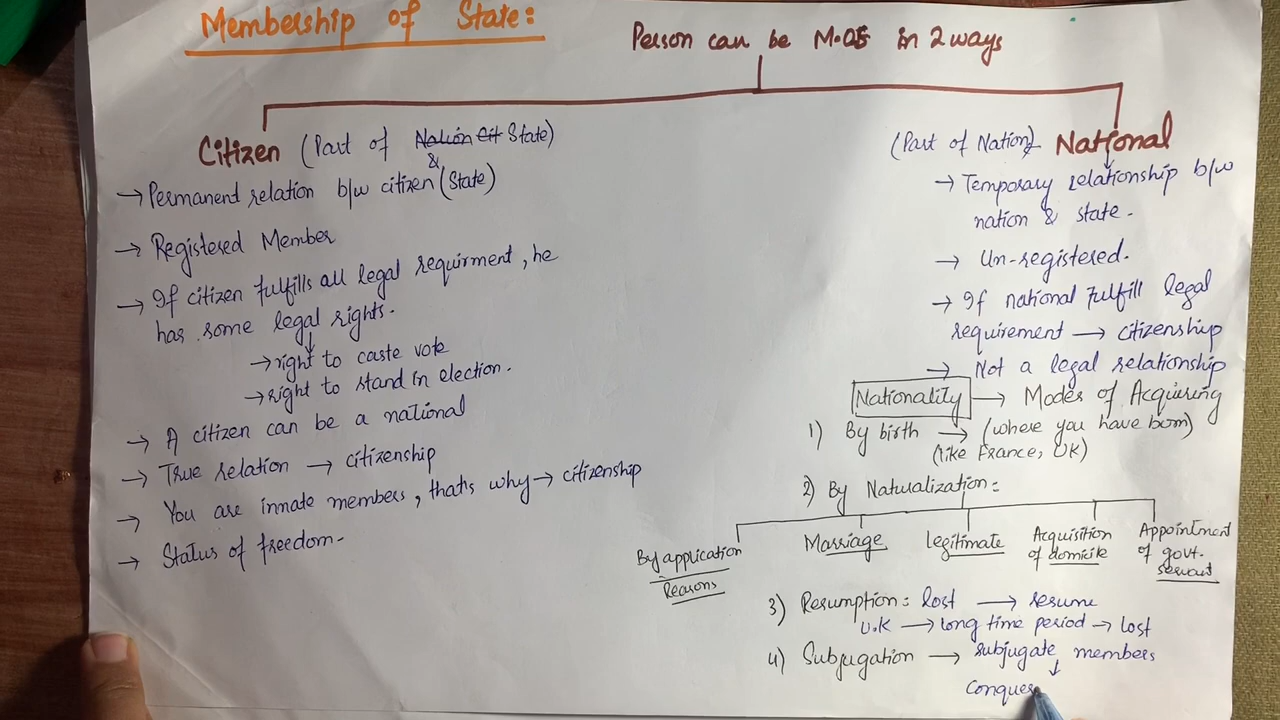 Membership of State:
Person can be M.OF in 2 ways
Citizen (Part of Nation Cit State)
→ Permanent relation b/w citizen & (State)
→ Registered Member
→ If citizen fulfills all legal requirment, he
has some legal rights.
→ right to caste vote
→ right to stand in election.
→ A citizen can be a national
→ True relation → citizenship
→ You are innate members, that's why → citizenship
→ Status of freedom-
(Part of Nation) National
→ Temporary relationship b/w
nation & state.
→ Un-registered.
→ If national fulfill legal
requirement → citizenship
→ Not a legal relationship
Nationality → Modes of Acquiring
1) By birth → (where you have born)
(like France, UK)
2) By Naturalization:
By application
Reasons
Marriage
legitimate
Acquisition
of domicile
Appointment
of govt.
servant
3) Resumption: lost → resume
U.K → long time period → lost
4) Subjugation → subjugate members
Conques